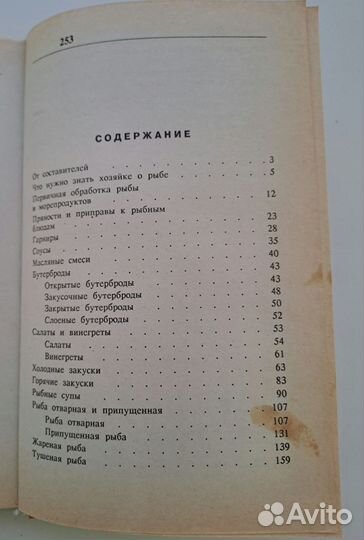 253
СОДЕРЖАНИЕ
От составителей . . . . . . . . . . 3
Что нужно знать хозяйке о рыбе . . . . . 5
Первичная обработка рыбы
и морепродуктов . . . . . . . . . . 12
Пряности и приправы к рыбным
блюдам . . . . . . . . . . 23
Гарниры . . . . . . . . . . 28
Соусы . . . . . . . . . . 35
Масляные смеси . . . . . . . . . . 40
Бутерброды . . . . . . . . . . 43
Открытые бутерброды . . . . . . 43
Закусочные бутерброды . . . . . . 48
Закрытые бутерброды . . . . . . 50
Слоеные бутерброды . . . . . . 52
Салаты и винегреты . . . . . . . . 53
Салаты . . . . . . . . . . 54
Винегреты . . . . . . . . . . 61
Холодные закуски . . . . . . . . 63
Горячие закуски . . . . . . . . 83
Рыбные супы . . . . . . . . . . 90
Рыба отварная и припущенная . . . . . 107
Рыба отварная . . . . . . . . 107
Припущенная рыба . . . . . . . 131
Жареная рыба . . . . . . . . . . 139
Тушеная рыба . . . . . . . . . . 159
Avito